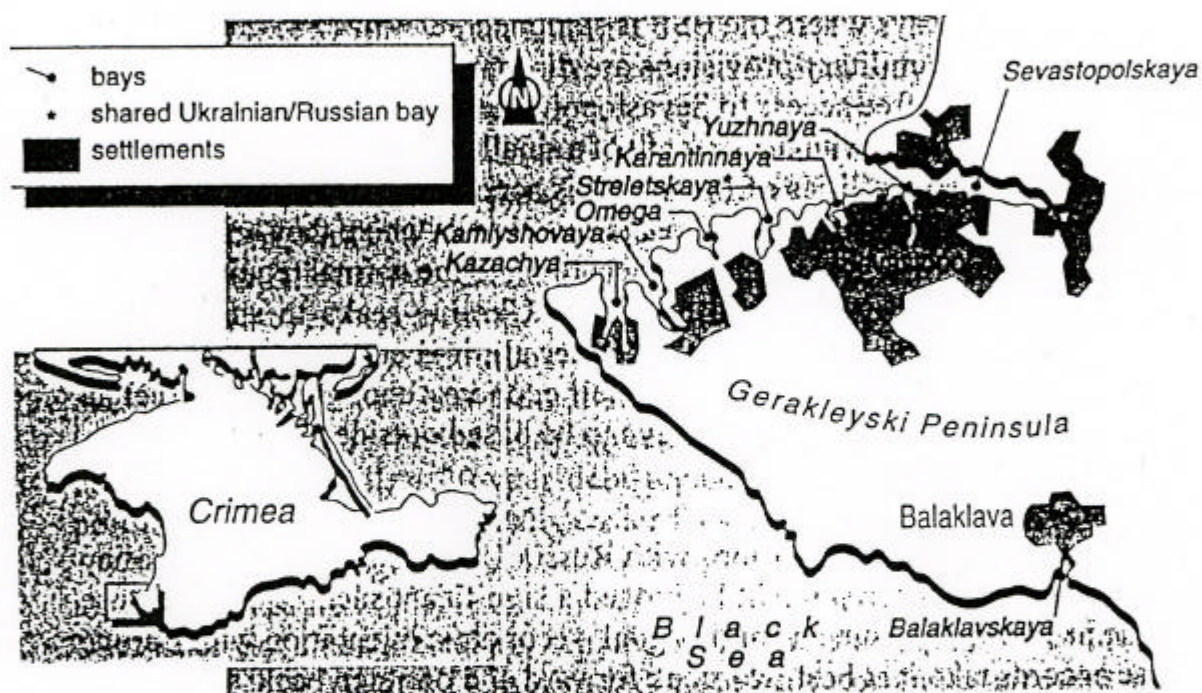 bays
* shared Ukrainian/Russian bay
settlements
Sevastopolskaya
Yuzhnaya
Karantinnaya
Streletskaya*
Omega
Kamlyshovaya
Kazachya
Gerakleyski Peninsula
Crimea
Balaklava
Black
Sea
Balaklavskaya